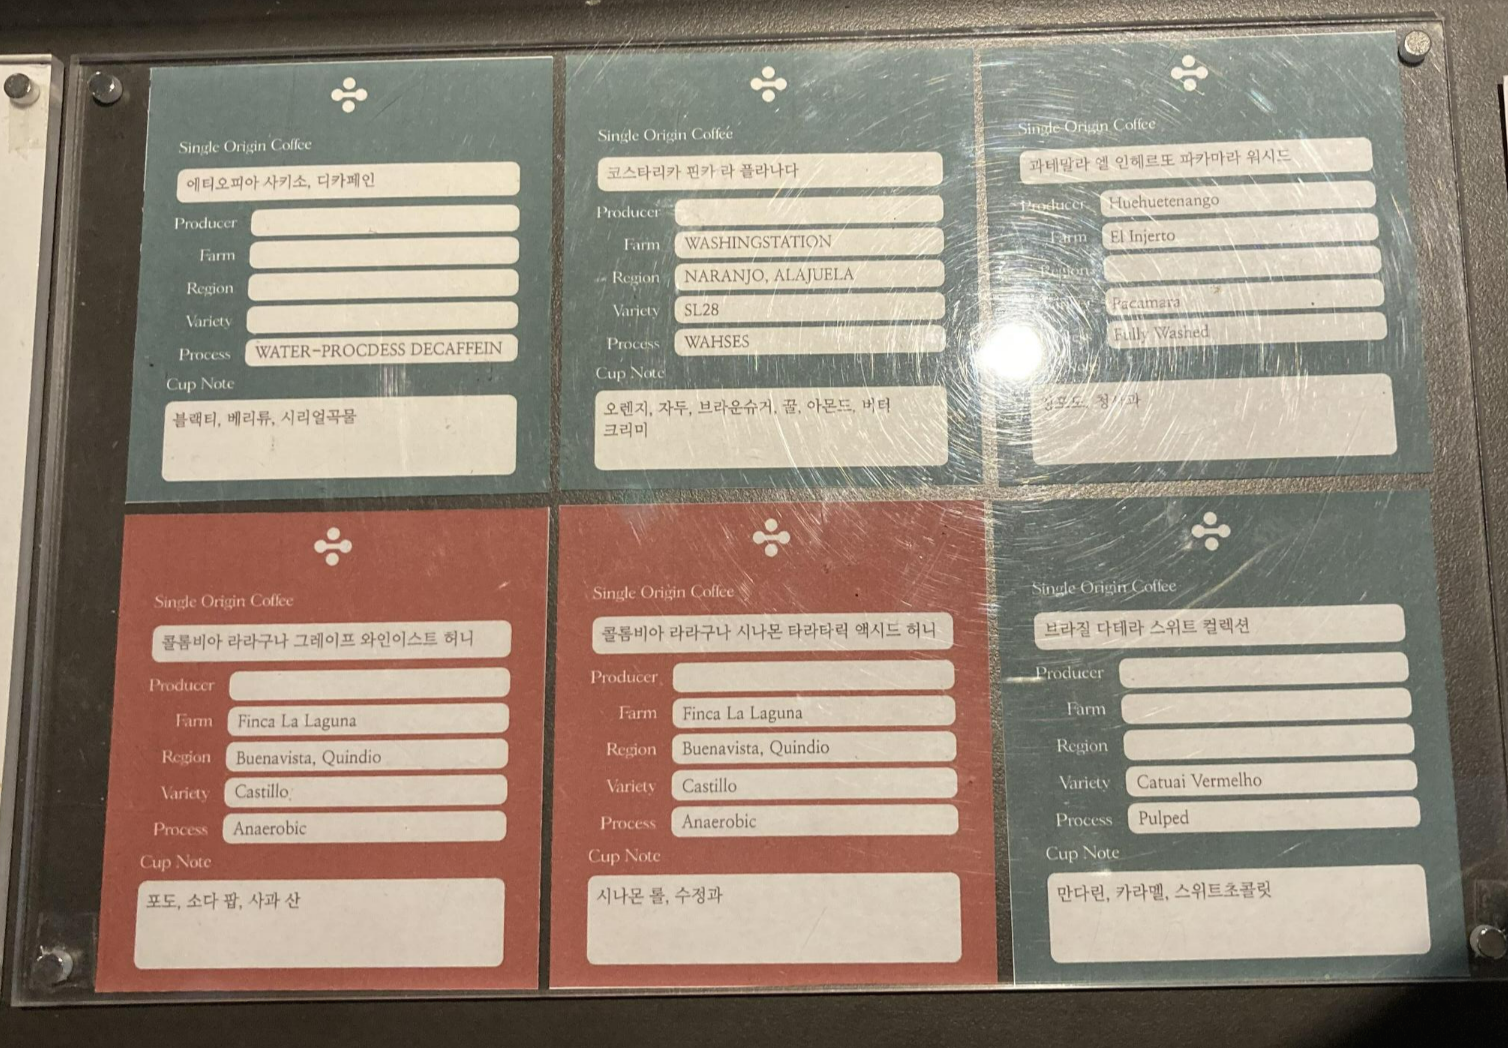 Single Origin Coffee
에티오피아 사키소, 디카페인
Producer
Farm
Region
Variety
Process WATER-PROCDESS DECAFFEIN
Cup Note
블랙티, 베리류, 시리얼곡물
Single Origin Coffee
코스타리카 핀카 라 플라나다
Producer
Farm WASHINGSTATION
Region NARANJO, ALAJUELA
Variety SL28
Process WAHSES
Cup Note
오렌지, 자두, 브라운슈거, 꿀, 아몬드, 버터
크리미
Single Origin Coffee
과테말라 엘 인헤르또 파카마라 워시드
Producer Huehuetenango
Farm El Injerto
Region
Pacamara
Fully Washed
Note
청포도, 청사과
Single Origin Coffee
콜롬비아 라라구나 그레이프 와인이스트 허니
Producer
Farm Finca La Laguna
Region Buenavista, Quindio
Variety Castillo
Process Anaerobic
Cup Note
포도, 소다 팝, 사과 산
Single Origin Coffee
콜롬비아 라라구나 시나몬 타라타릭 액시드 허니
Producer
Farm Finca La Laguna
Region Buenavista, Quindio
Variety Castillo
Process Anaerobic
Cup Note
시나몬 롤, 수정과
Single Origin Coffee
브라질 다테라 스위트 컬렉션
Producer
Farm
Region
Variety Catuai Vermelho
Process Pulped
Cup Note
만다린, 카라멜, 스위트초콜릿